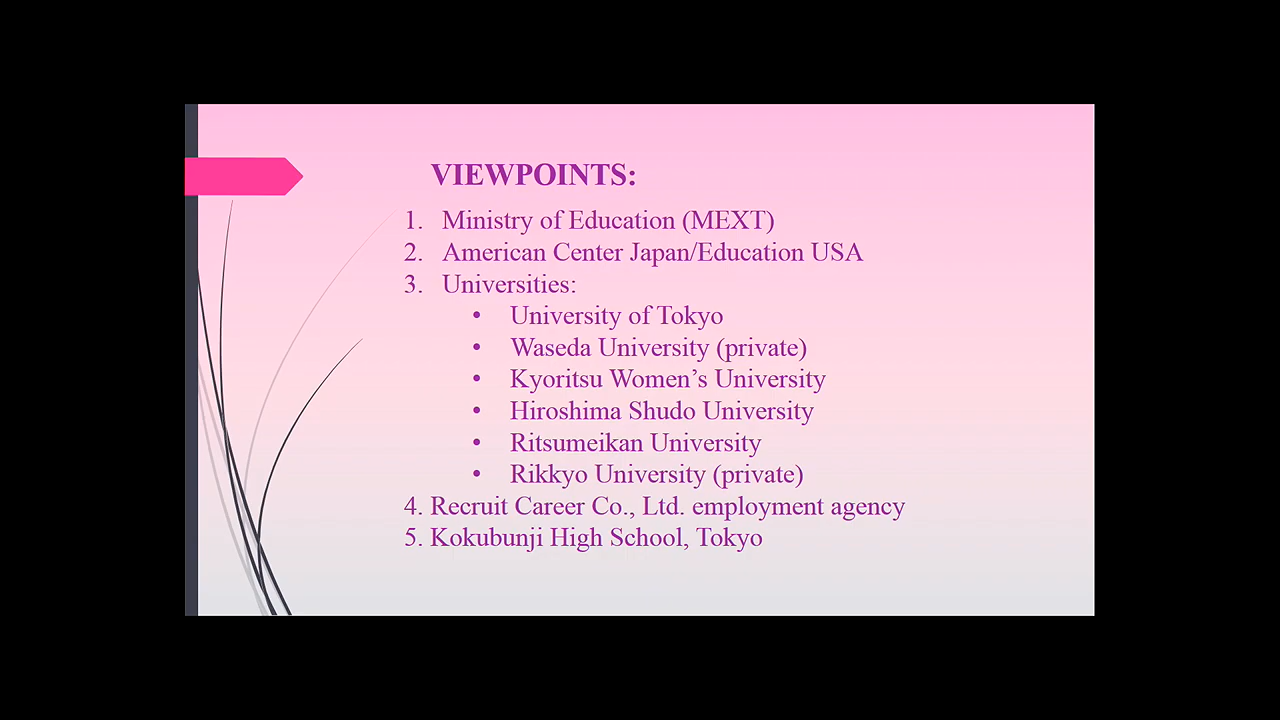 VIEWPOINTS:
1. Ministry of Education (MEXT)
2. American Center Japan/Education USA
3. Universities:
• University of Tokyo
• Waseda University (private)
• Kyoritsu Women’s University
• Hiroshima Shudo University
• Ritsumeikan University
• Rikkyo University (private)
4. Recruit Career Co., Ltd. employment agency
5. Kokubunji High School, Tokyo